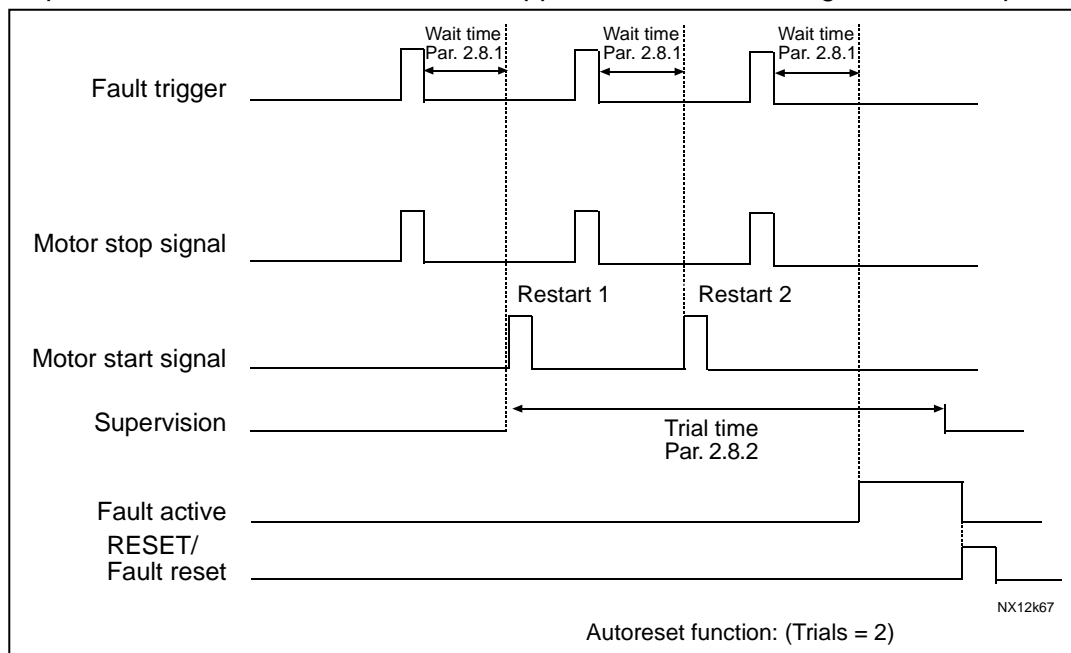 Wait time Wait time Wait time
Par. 2.8.1 Par. 2.8.1 Par. 2.8.1
Fault trigger
Motor stop signal
Restart 1 Restart 2
Motor start signal
Supervision
Trial time
Par. 2.8.2
Fault active
RESET/
Fault reset
NX12k67
Autoreset function: (Trials = 2)